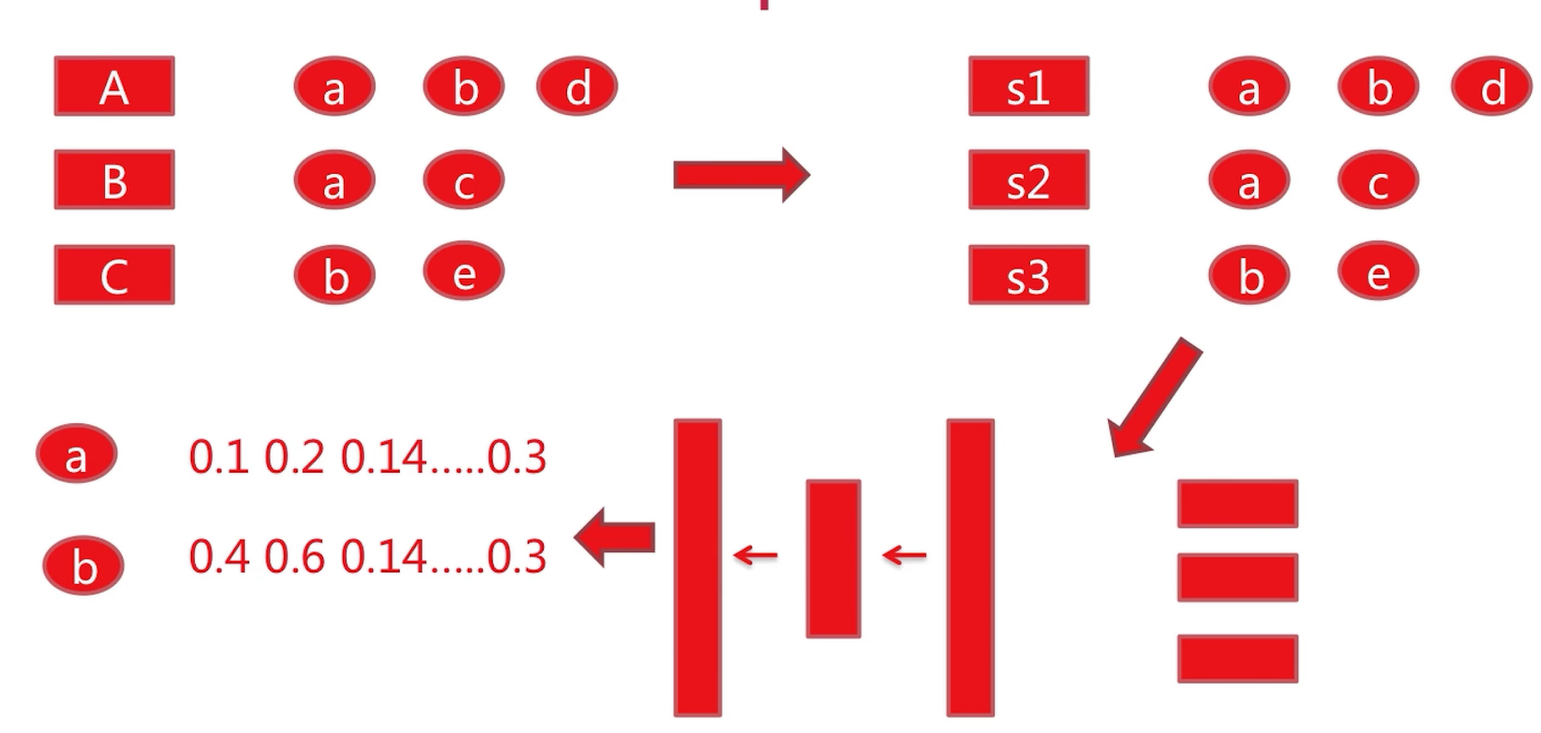 A a b d s1 a b d
B a c s2 a c
C b e s3 b e
a 0.1 0.2 0.14.....0.3
b 0.4 0.6 0.14.....0.3